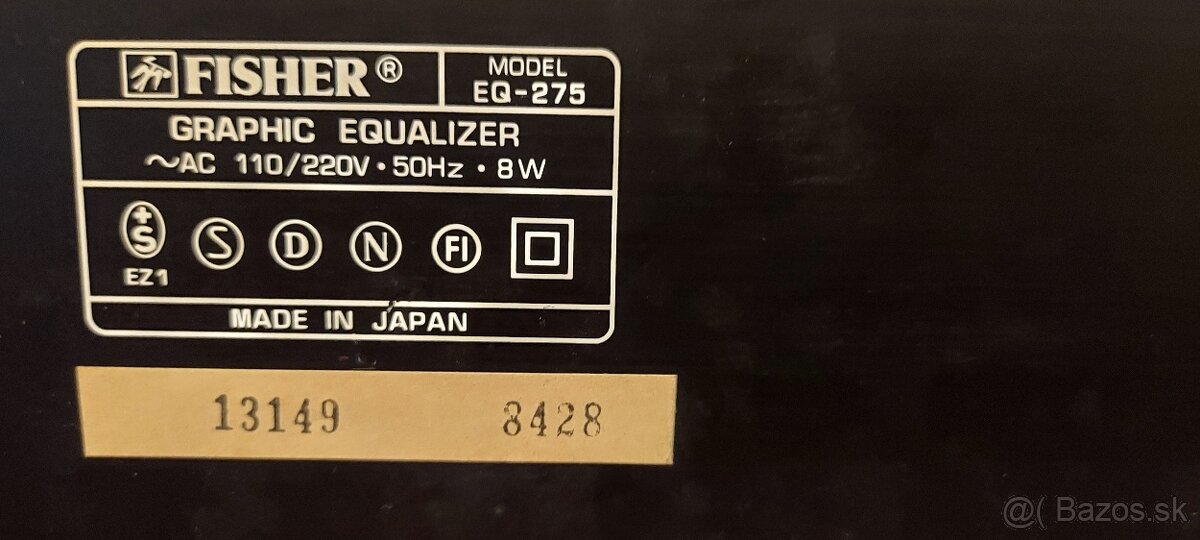 FISHER®
MODEL
EQ-275
GRAPHIC EQUALIZER
~AC 110/220V・50Hz・8W
+S S D N FI
EZ1
MADE IN JAPAN
13149 8428
@( Bazos.sk